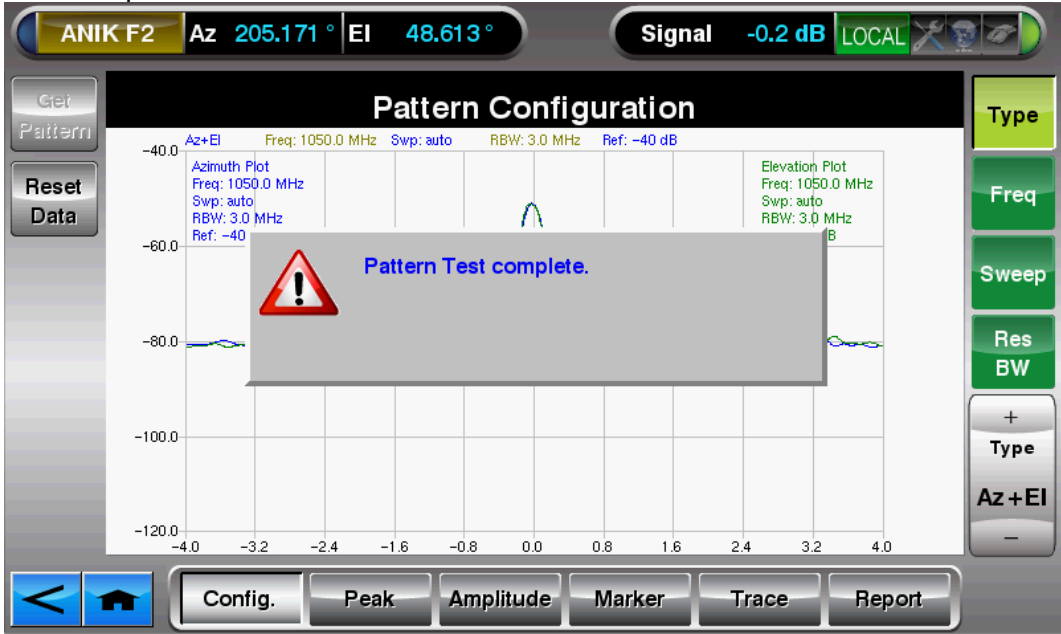 ANIK F2 Az 205.171 ° El 48.613 ° Signal -0.2 dB LOCAL
Get
Pattern
Reset
Data
Pattern Configuration
Az+El Freq: 1050.0 MHz Swp: auto RBW: 3.0 MHz Ref: -40 dB
Azimuth Plot
Freq: 1050.0 MHz
Swp: auto
RBW: 3.0 MHz
Ref: -40
Elevation Plot
Freq: 1050.0 MHz
Swp: auto
RBW: 3.0 MHz
B
Pattern Test complete.
-40.0
-60.0
-80.0
-100.0
-120.0
-4.0 -3.2 -2.4 -1.6 -0.8 0.0 0.8 1.6 2.4 3.2 4.0
Type
Freq
Sweep
Res
BW
+
Type
Az+El
-
< Config. Peak Amplitude Marker Trace Report